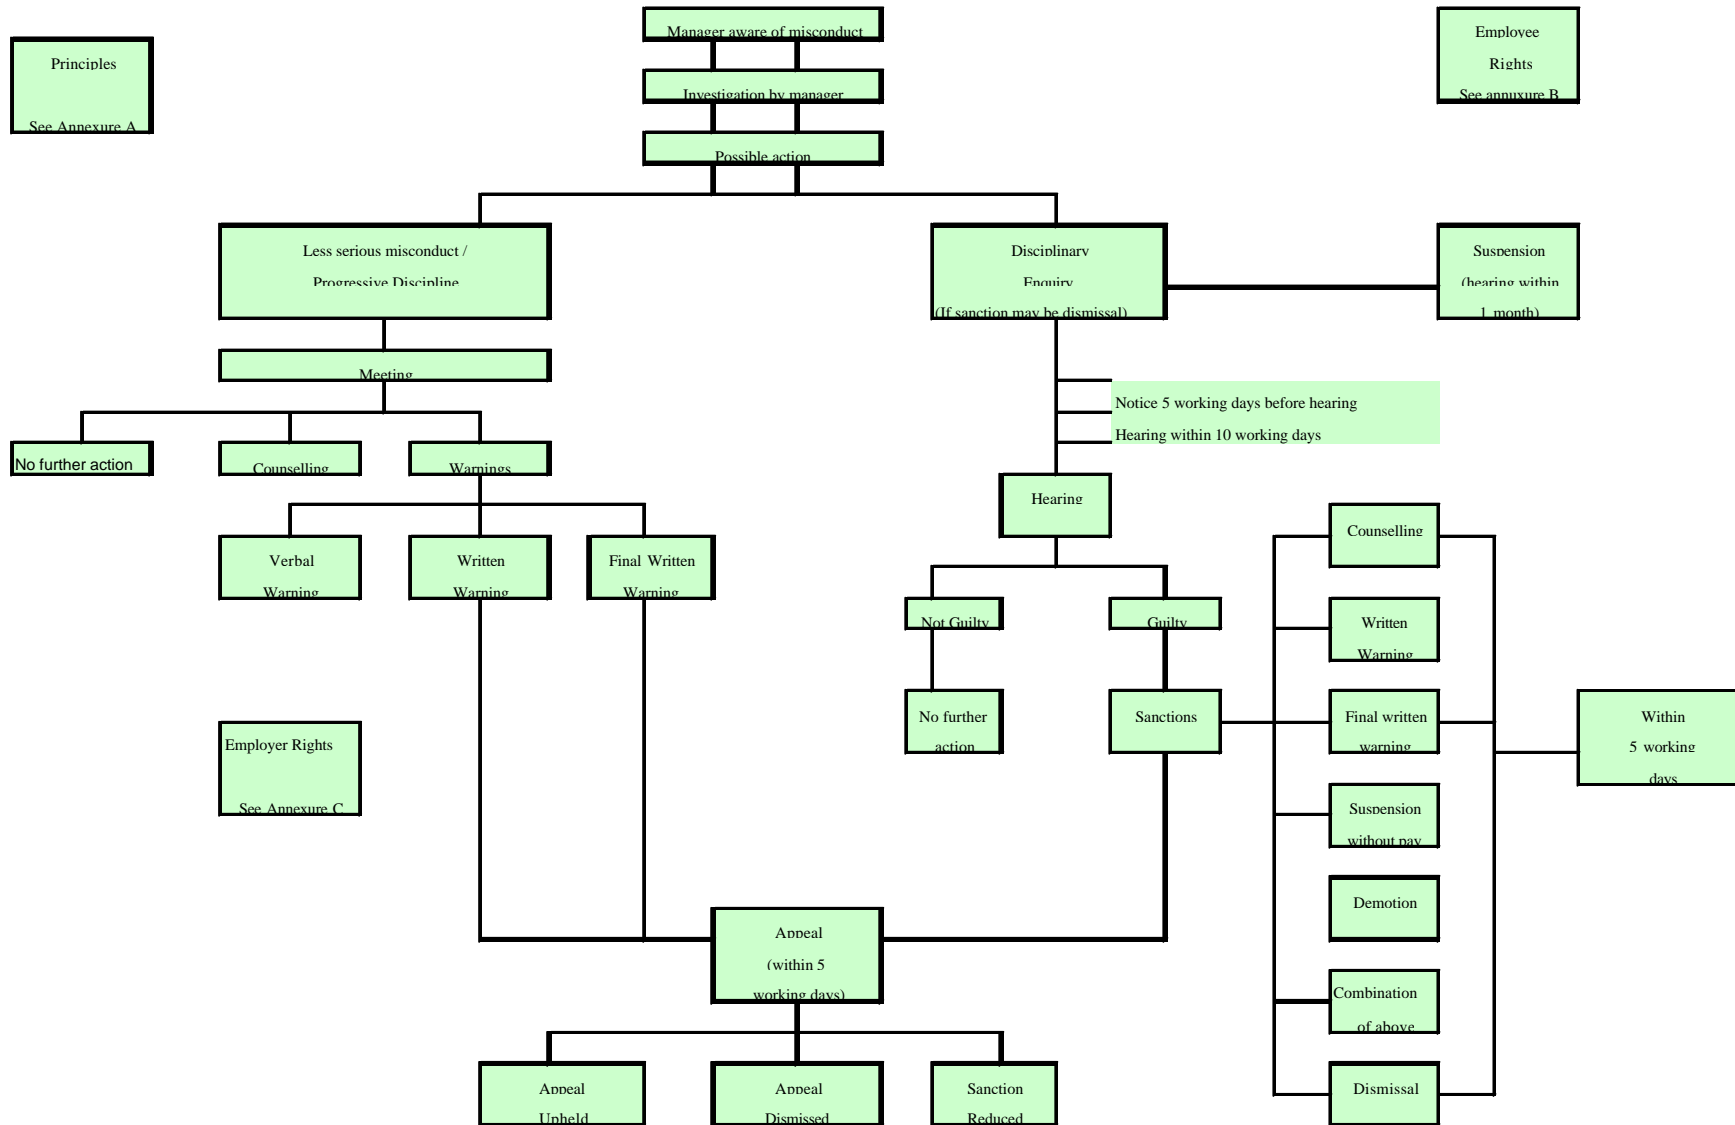 Manager aware of misconduct
Principles
See Annexure A
Employee
Rights
See annuxure B
Investigation by manager
Possible action
Less serious misconduct /
Progressive Discipline
Disciplinary
Enquiry
(If sanction may be dismissal)
Suspension
(hearing within
1 month)
Meeting
Notice 5 working days before hearing
Hearing within 10 working days
No further action
Counselling
Warnings
Hearing
Verbal
Warning
Written
Warning
Final Written
Warning
Not Guilty
Guilty
No further
action
Sanctions
Counselling
Written
Warning
Final written
warning
Suspension
without pay
Demotion
Combination
of above
Dismissal
Within
5 working
days
Employer Rights
See Annexure C
Appeal
(within 5
working days)
Appeal
Upheld
Appeal
Dismissed
Sanction
Reduced